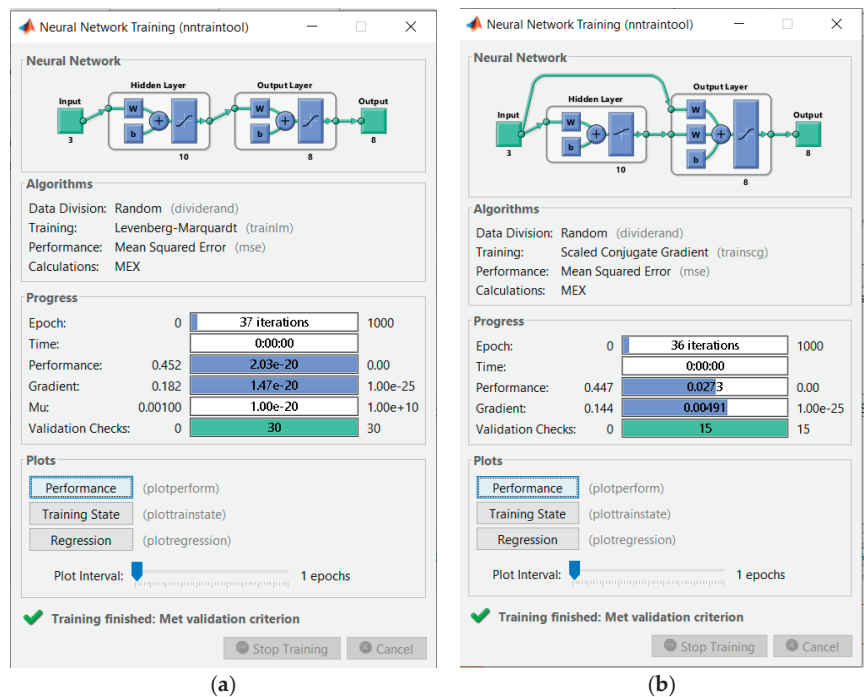 Neural Network Training (nntraintool)
Neural Network
Hidden Layer
Output Layer
Input
Output
W
b
+
W
b
+
3
10
8
8
Algorithms
Data Division: Random (dividerand)
Training: Levenberg-Marquardt (trainlm)
Performance: Mean Squared Error (mse)
Calculations: MEX
Progress
Epoch: 0 37 iterations 1000
Time: 0:00:00
Performance: 0.452 2.03e-20 0.00
Gradient: 0.182 1.47e-20 1.00e-25
Mu: 0.00100 1.00e-20 1.00e+10
Validation Checks: 0 30 30
Plots
Performance (plotperform)
Training State (plottrainstate)
Regression (plotregression)
Plot Interval: 1 epochs
Training finished: Met validation criterion
Stop Training Cancel
(a)
Neural Network Training (nntraintool)
Neural Network
Output Layer
Hidden Layer
Input
Output
W
b
+
W
W
b
+
3
10
8
8
Algorithms
Data Division: Random (dividerand)
Training: Scaled Conjugate Gradient (trainscg)
Performance: Mean Squared Error (mse)
Calculations: MEX
Progress
Epoch: 0 36 iterations 1000
Time: 0:00:00
Performance: 0.447 0.0273 0.00
Gradient: 0.144 0.00491 1.00e-25
Validation Checks: 0 15 15
Plots
Performance (plotperform)
Training State (plottrainstate)
Regression (plotregression)
Plot Interval: 1 epochs
Training finished: Met validation criterion
Stop Training Cancel
(b)